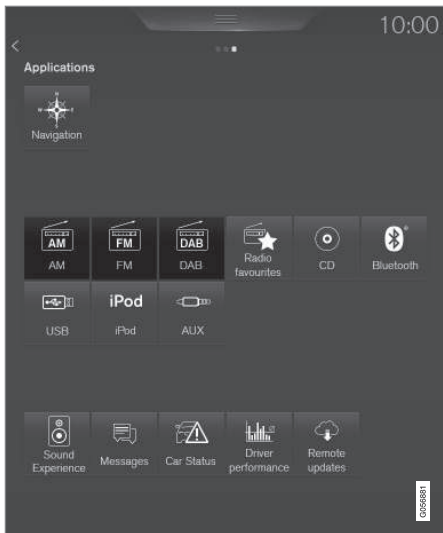 10:00
<
Applications
N
W E
S
Navigation
AM FM DAB
AM FM DAB Radio favourites CD Bluetooth
iPod
USB iPod AUX
Sound Experience Messages Car Status Driver performance Remote updates
G056881